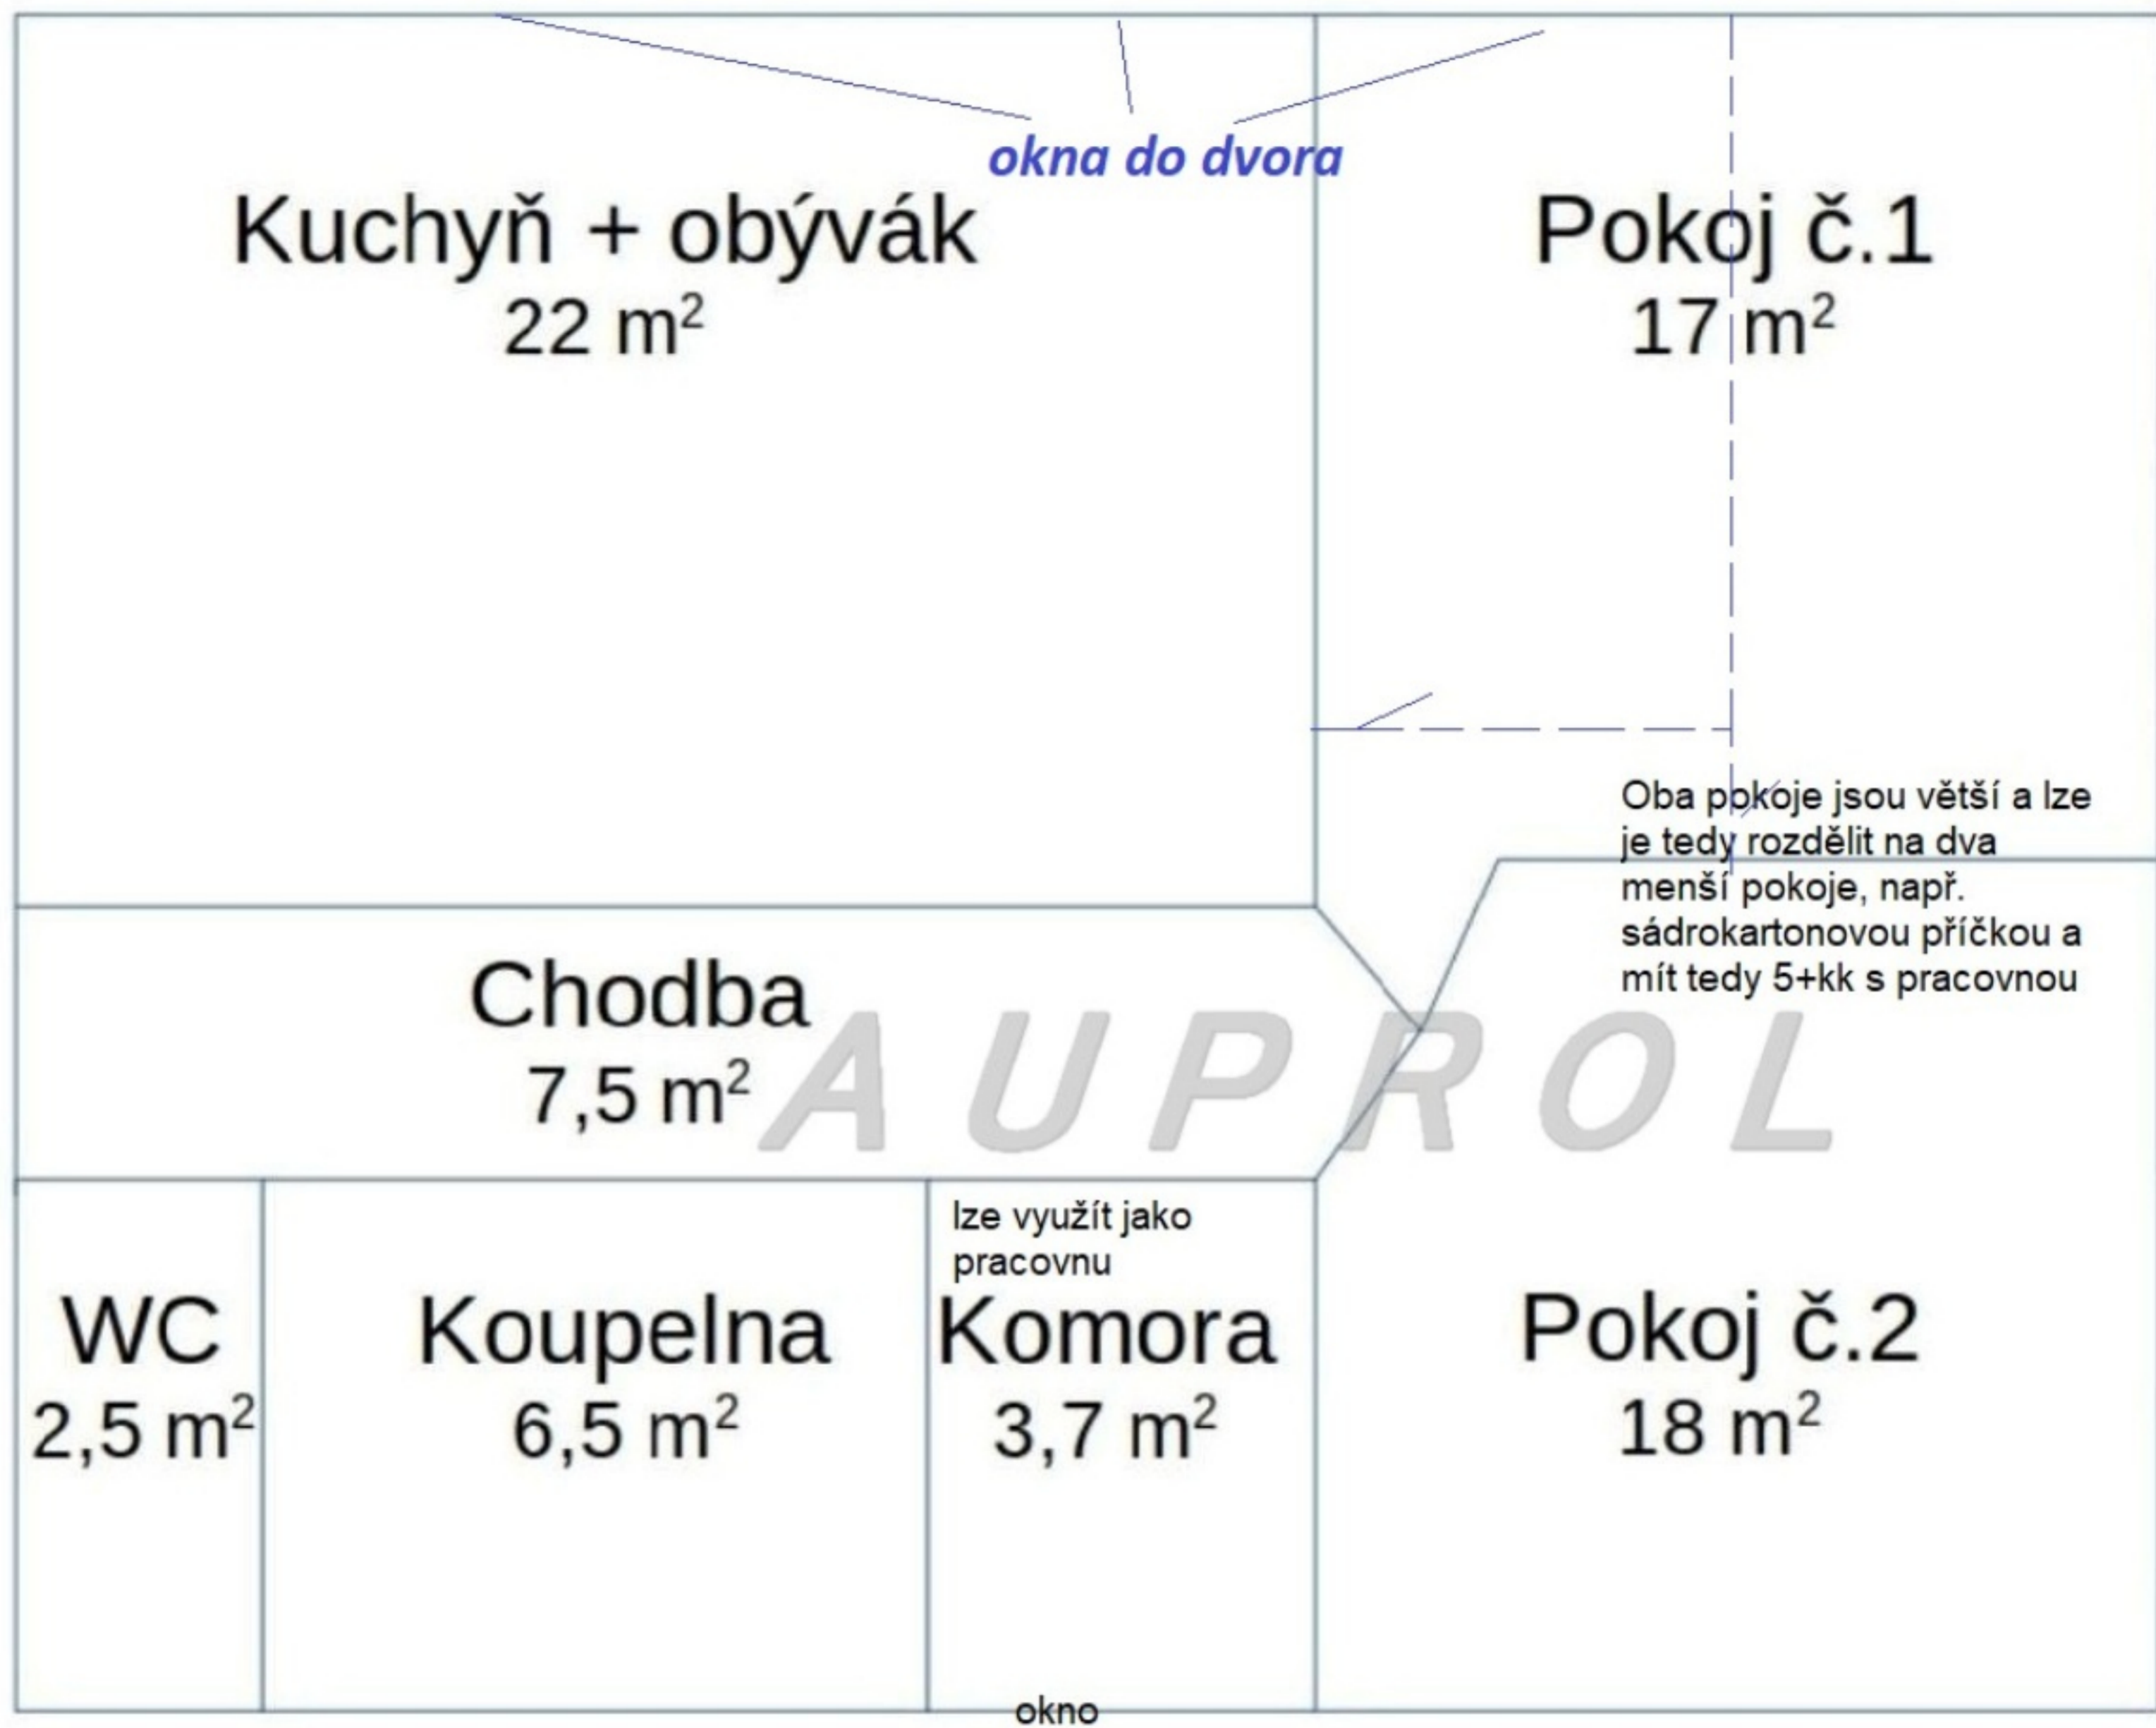 okna do dvora
Kuchyň + obývák
22 m²
Pokoj č.1
17 m²
Oba pokoje jsou větší a lze
je tedy rozdělit na dva
menší pokoje, např.
sádrokartonovou příčkou a
mít tedy 5+kk s pracovnou
Chodba
7,5 m²
AUPROL
WC
2,5 m²
Koupelna
6,5 m²
lze využít jako
pracovnu
Komora
3,7 m²
Pokoj č.2
18 m²
okno